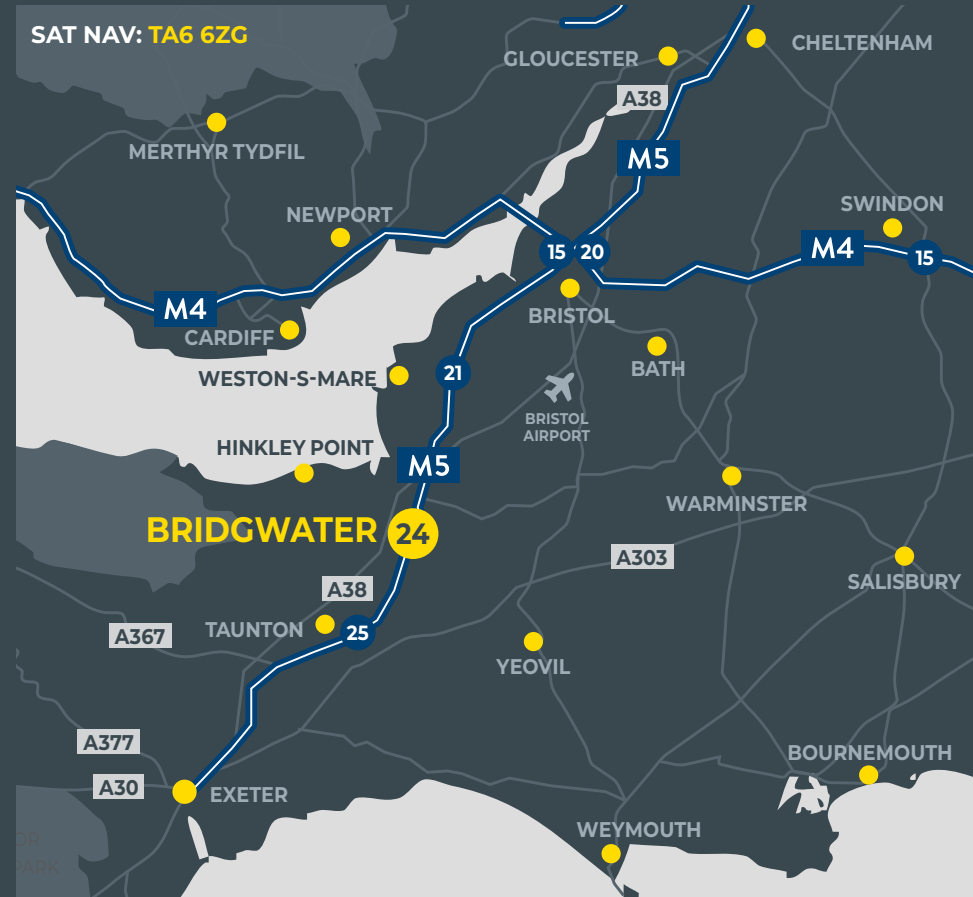 SAT NAV: TA6 6ZG
CHELTENHAM
GLOUCESTER
A38
MERTHYR TYDFIL
M5
SWINDON
NEWPORT
M4
15
20
15
M4
BRISTOL
CARDIFF
BATH
WESTON-S-MARE
21
BRISTOL
AIRPORT
HINKLEY POINT
M5
WARMINSTER
BRIDGWATER
24
A303
SALISBURY
A38
TAUNTON
25
A367
YEOVIL
A377
BOURNEMOUTH
A30
EXETER
WEYMOUTH
OR
PARK